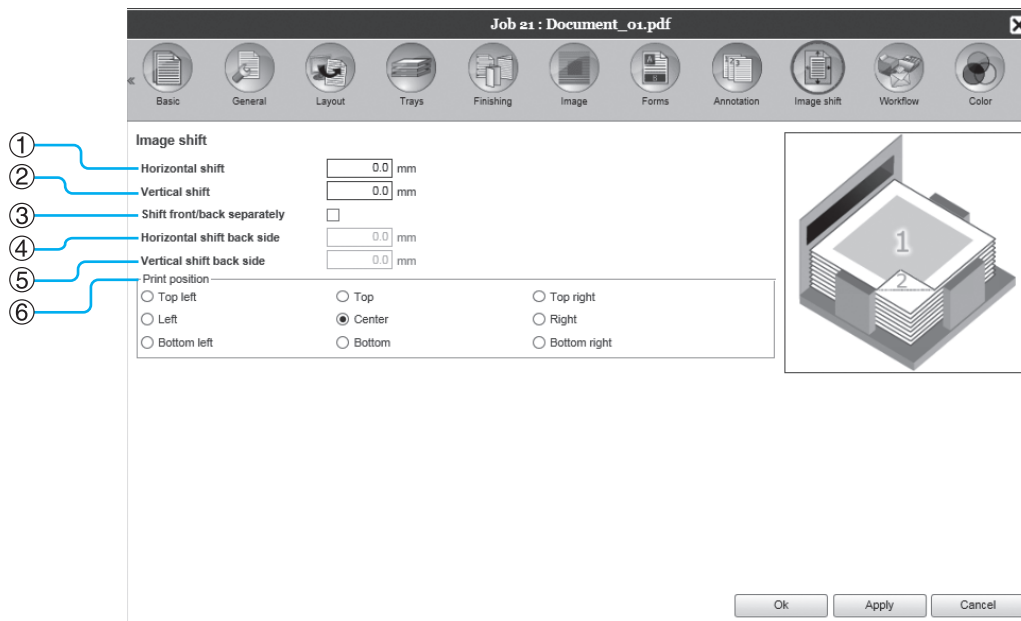 Job 21 : Document_01.pdf
«
Basic General Layout Trays Finishing Image Forms Annotation Image shift Workflow Color
Image shift
① Horizontal shift 0.0 mm
② Vertical shift 0.0 mm
③ Shift front/back separately
④ Horizontal shift back side 0.0 mm
⑤ Vertical shift back side 0.0 mm
⑥ Print position
Top left Top Top right
Left Center Right
Bottom left Bottom Bottom right
1
2
Ok Apply Cancel